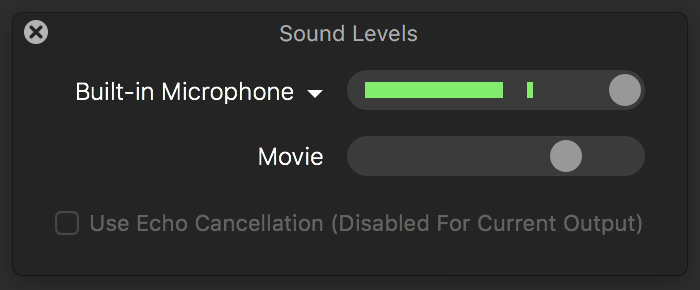 Sound Levels
Built-in Microphone
Movie
Use Echo Cancellation (Disabled For Current Output)